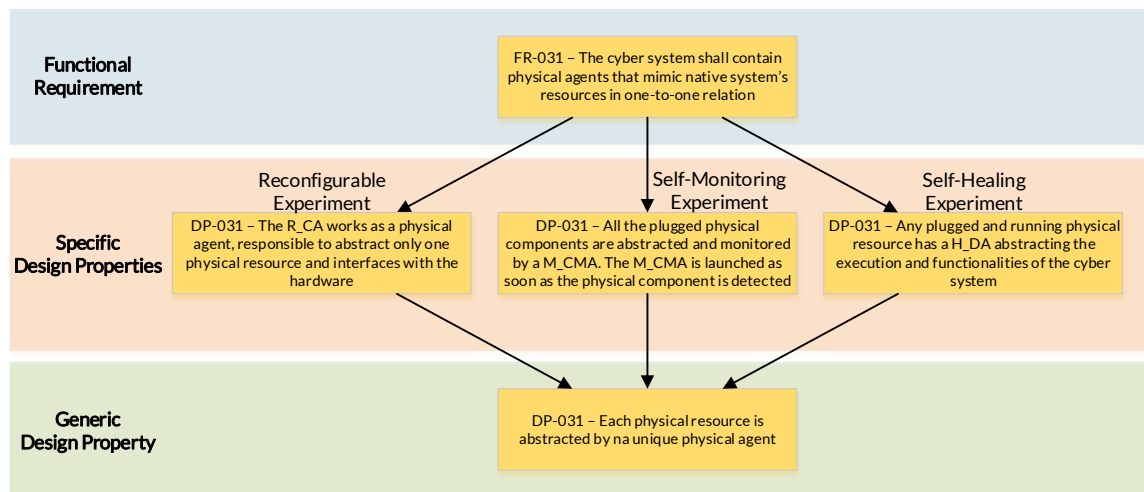 Functional
Requirement
FR-031 – The cyber system shall contain
physical agents that mimic native system's
resources in one-to-one relation
Specific
Design Properties
Reconfigurable
Experiment
DP-031 – The R_CA works as a physical
agent, responsible to abstract only one
physical resource and interfaces with the
hardware
Self-Monitoring
Experiment
DP-031 – All the plugged physical
components are abstracted and monitored
by a M_CMA. The M_CMA is launched as
soon as the physical component is detected
Self-Healing
Experiment
DP-031 – Any plugged and running physical
resource has a H_DA abstracting the
execution and functionalities of the cyber
system
Generic
Design Property
DP-031 – Each physical resource is
abstracted by na unique physical agent